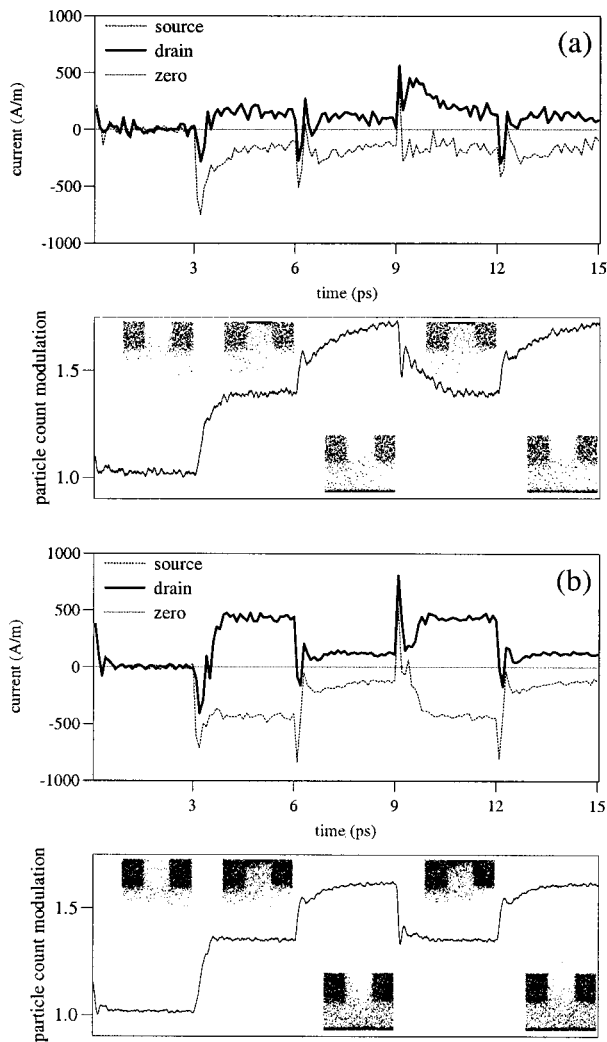 1000
source
drain
zero
(a)
500
0
-500
-1000
current (A/m)
3
6
9
12
15
time (ps)
particle count modulation
1.5
1.0
1000
source
drain
zero
(b)
500
0
-500
-1000
current (A/m)
3
6
9
12
15
time (ps)
particle count modulation
1.5
1.0